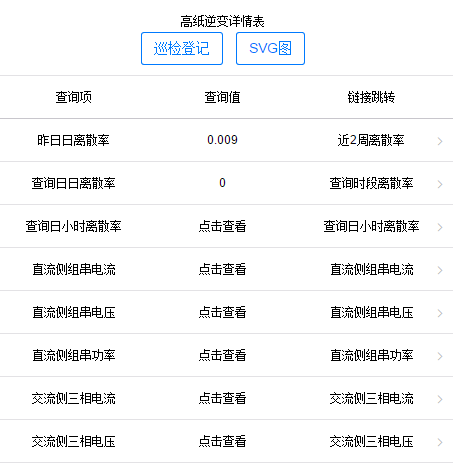 高纸逆变详情表
巡检登记 SVG图
查询项 查询值 链接跳转
昨日日离散率 0.009 近2周离散率
查询日日离散率 0 查询时段离散率
查询日小时离散率 点击查看 查询日小时离散率
直流侧组串电流 点击查看 直流侧组串电流
直流侧组串电压 点击查看 直流侧组串电压
直流侧组串功率 点击查看 直流侧组串功率
交流侧三相电流 点击查看 交流侧三相电流
交流侧三相电压 点击查看 交流侧三相电压